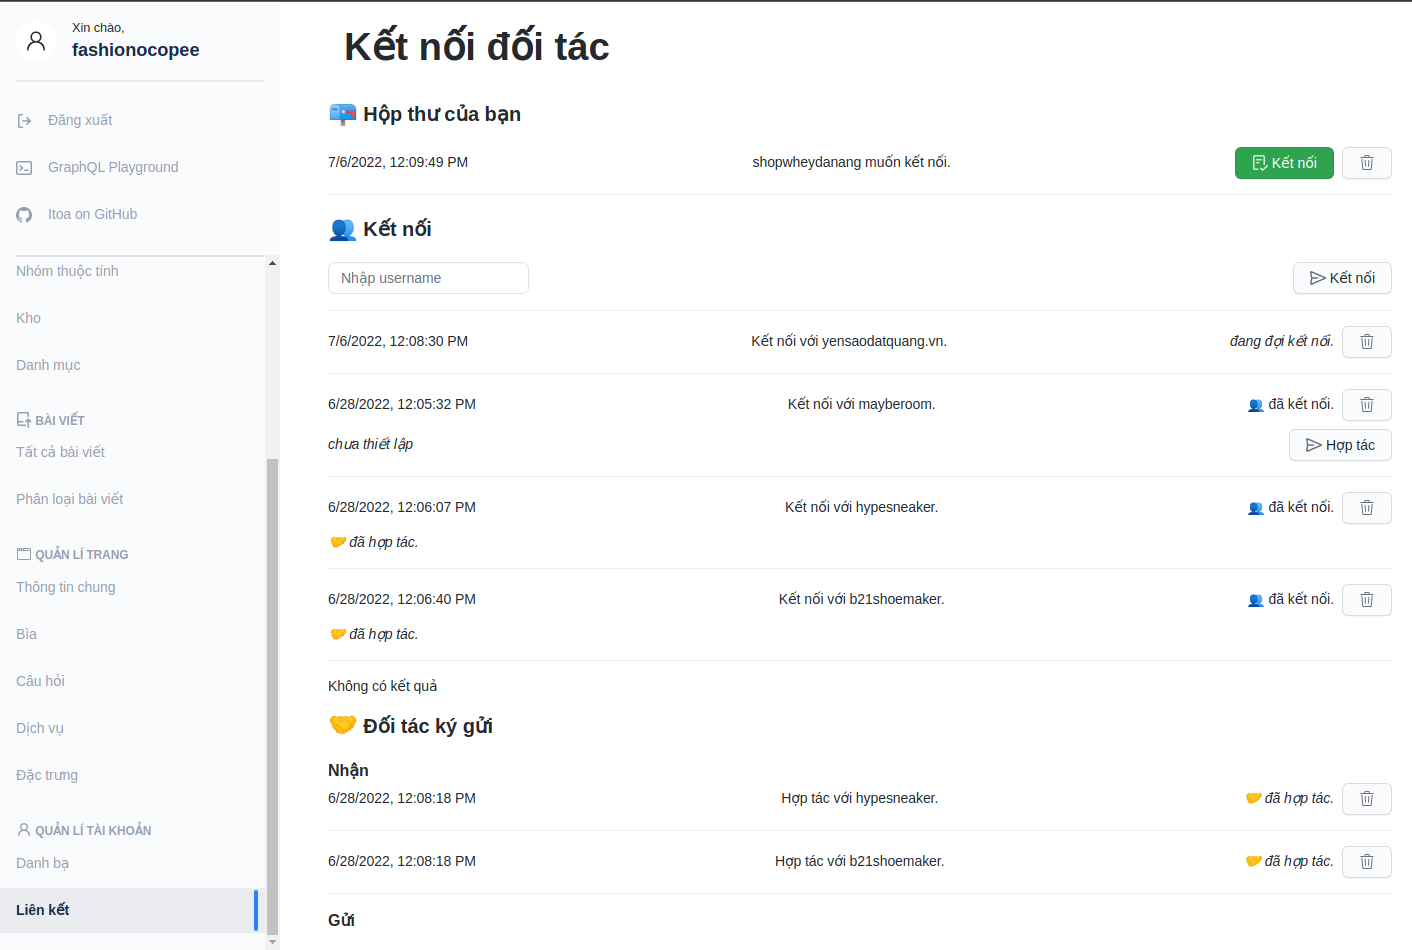 Xin chào,
fashionocopee
Đăng xuất
GraphQL Playground
Itoa on GitHub
Nhóm thuộc tính
Kho
Danh mục
BÀI VIẾT
Tất cả bài viết
Phân loại bài viết
QUẢN LÍ TRANG
Thông tin chung
Bìa
Câu hỏi
Dịch vụ
Đặc trưng
QUẢN LÍ TÀI KHOẢN
Danh bạ
Liên kết
Kết nối đối tác
Hộp thư của bạn
7/6/2022, 12:09:49 PM shopwheydanang muốn kết nối. Kết nối
Kết nối
Nhập username Kết nối
7/6/2022, 12:08:30 PM Kết nối với yensaodatquang.vn. đang đợi kết nối.
6/28/2022, 12:05:32 PM Kết nối với mayberoom. đã kết nối.
chưa thiết lập Hợp tác
6/28/2022, 12:06:07 PM Kết nối với hypesneaker. đã kết nối.
đã hợp tác.
6/28/2022, 12:06:40 PM Kết nối với b21shoemaker. đã kết nối.
đã hợp tác.
Không có kết quả
Đối tác ký gửi
Nhận
6/28/2022, 12:08:18 PM Hợp tác với hypesneaker. đã hợp tác.
6/28/2022, 12:08:18 PM Hợp tác với b21shoemaker. đã hợp tác.
Gửi